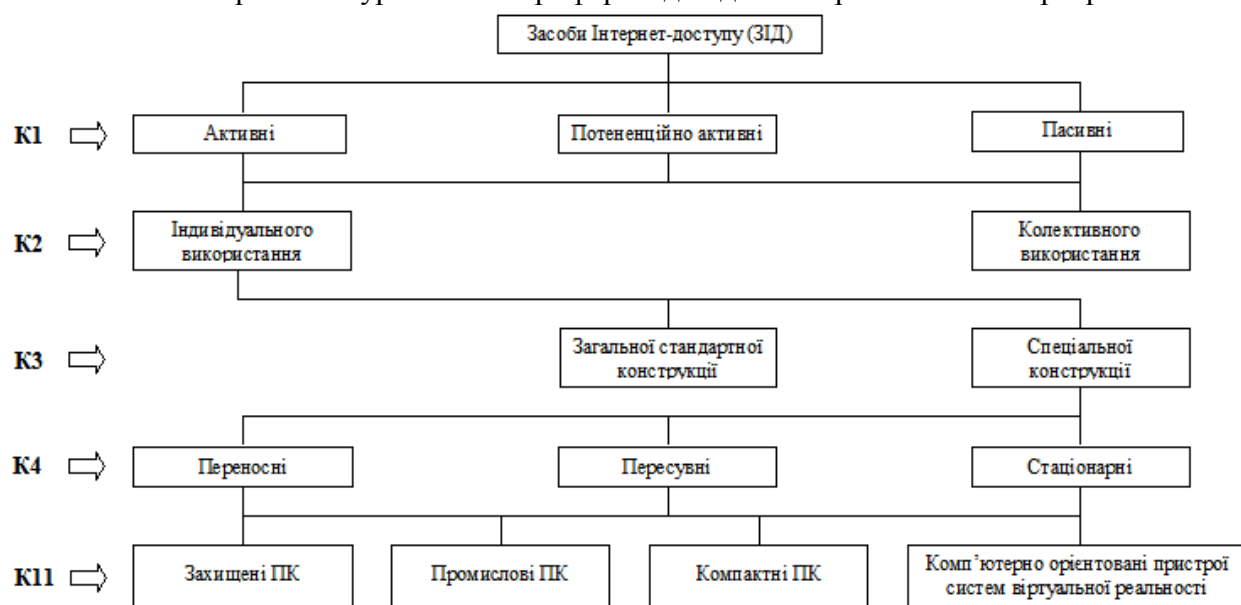 Засоби Інтернет-доступу (ЗІД)
К1
Активні
Потененційно активні
Пасивні
К2
Індивідуального
використання
Колективного
використання
К3
Загальної стандартної
конструкції
Спеціальної
конструкції
К4
Переносні
Пересувні
Стаціонарні
К11
Захищені ПК
Промислові ПК
Компактні ПК
Комп’ютерно орієнтовані пристрої
систем віртуальної реальності